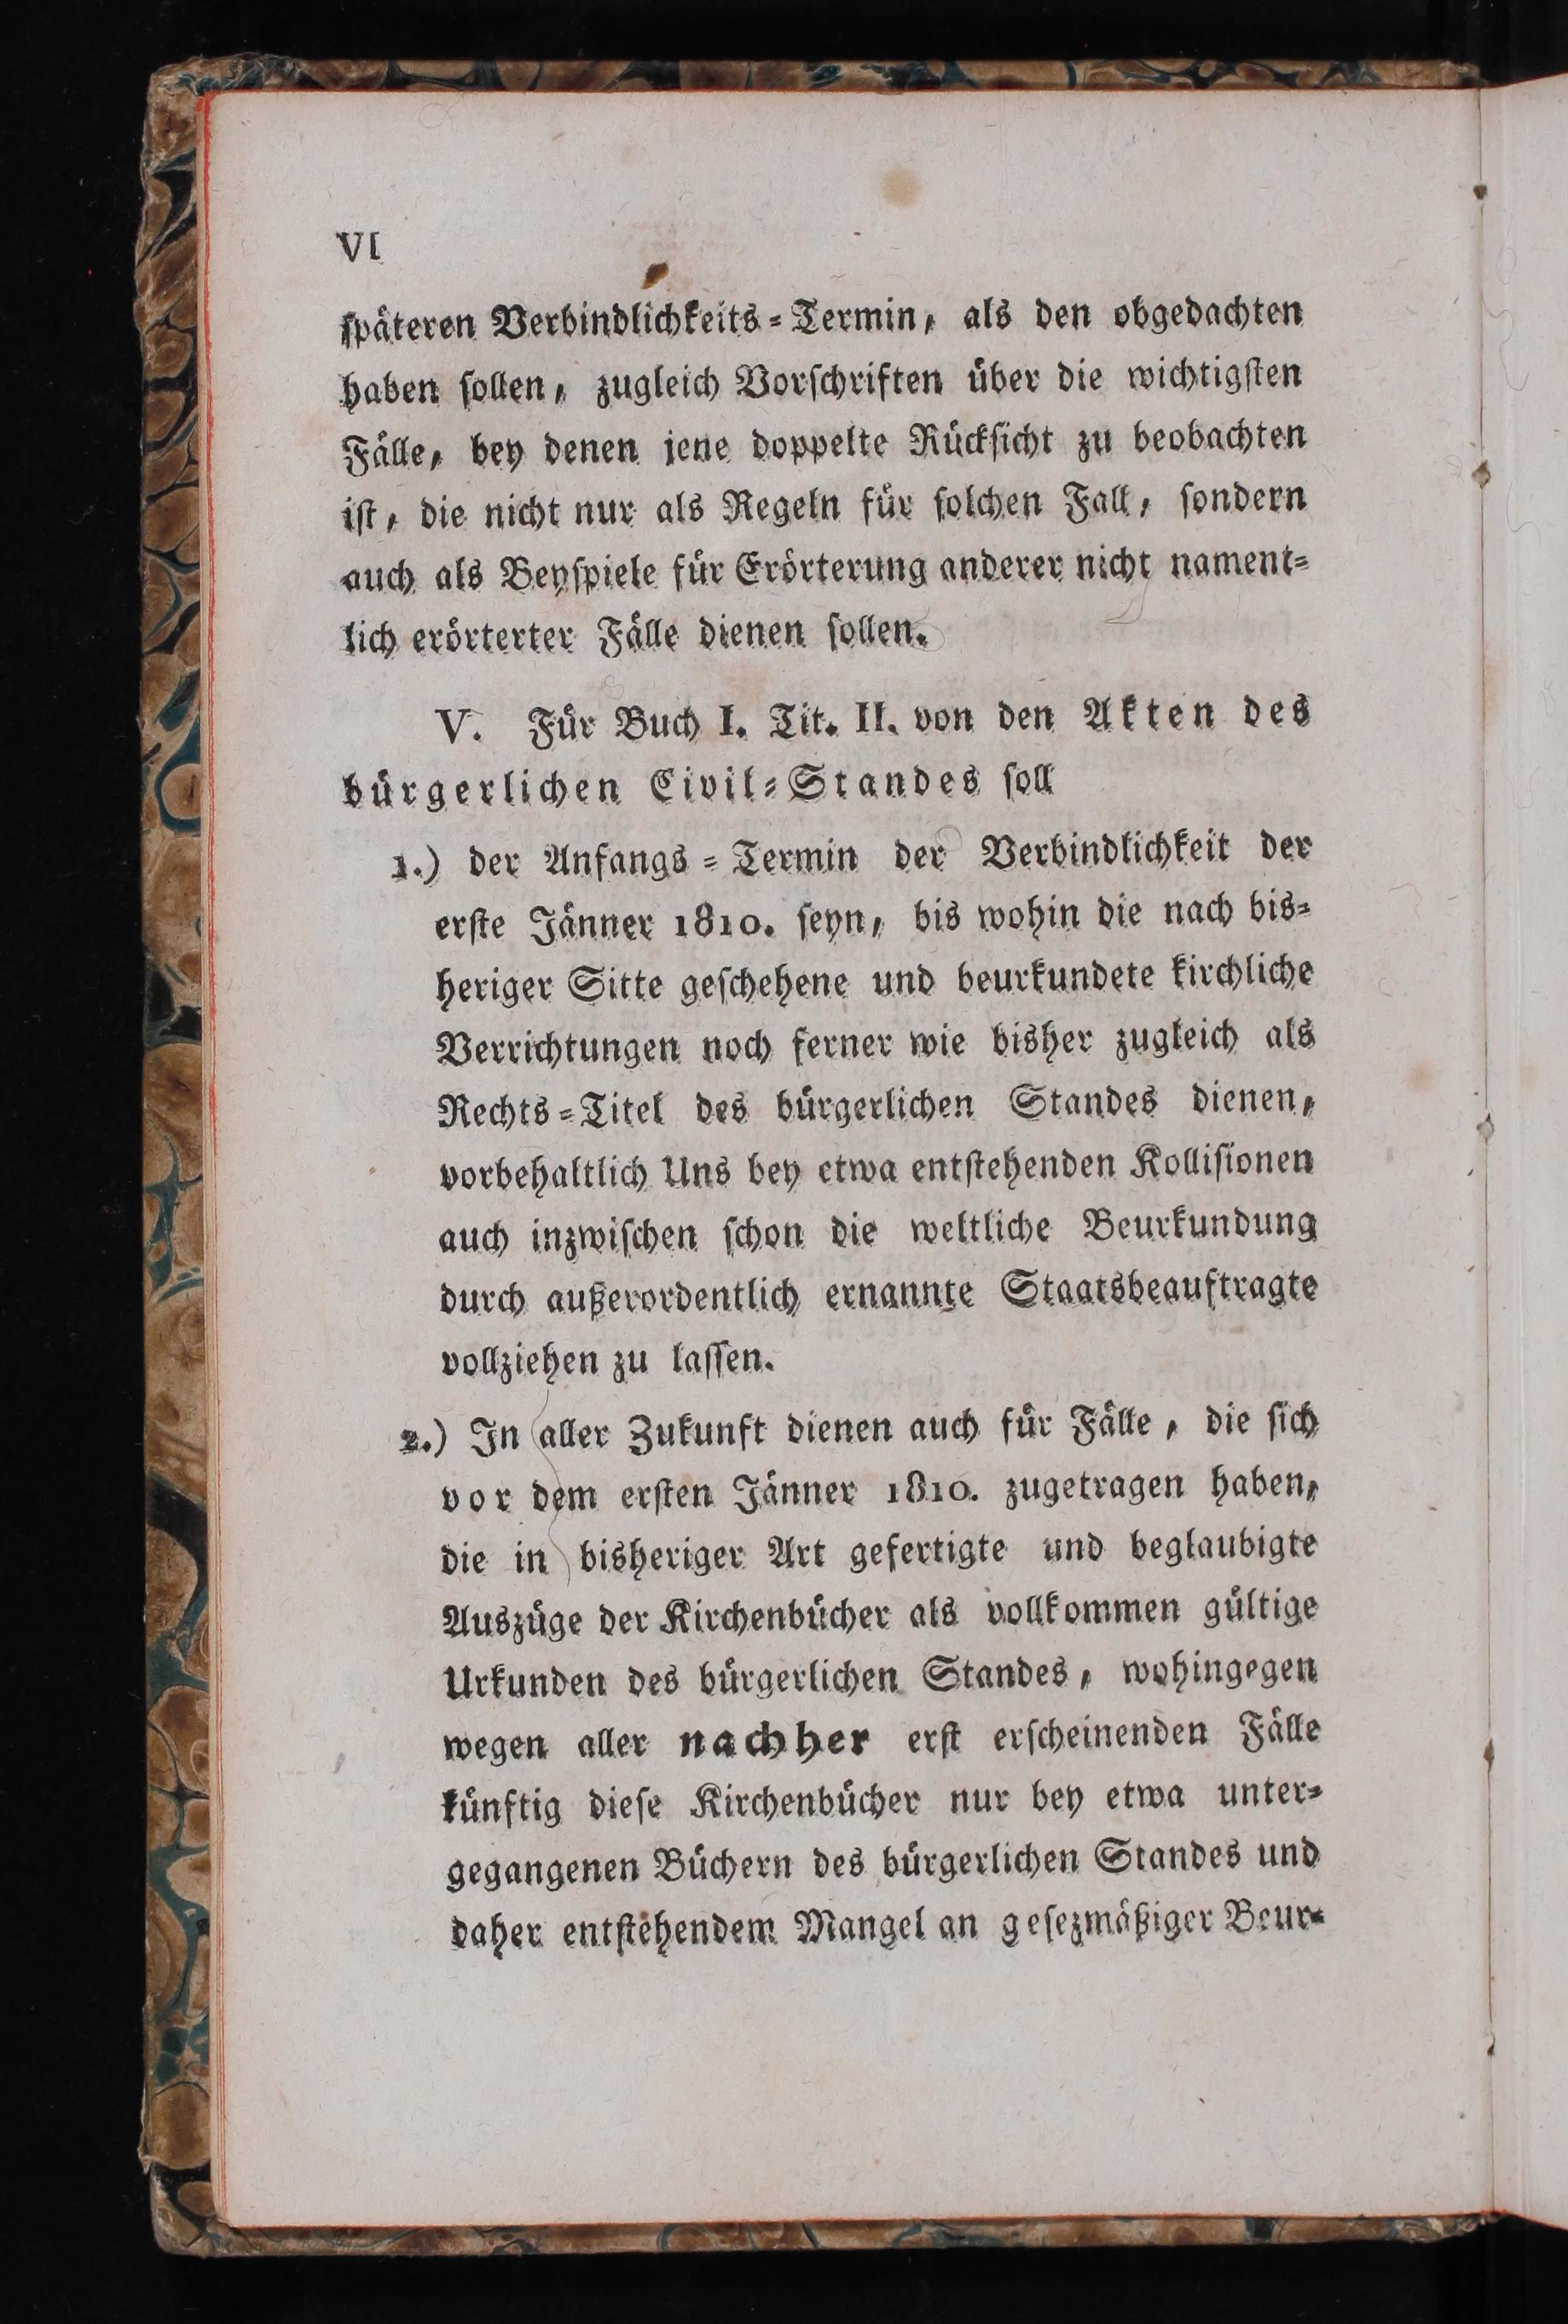 VI
späteren Verbindlichkeits-Termin, als den obgedachten
haben sollen, zugleich Vorschriften über die wichtigsten
Fälle, bey denen jene doppelte Rücksicht zu beobachten
ist, die nicht nur als Regeln für solchen Fall, sondern
auch als Beyspiele für Erörterung anderer nicht nament-
lich erörterter Fälle dienen sollen.
V. Für Buch I. Tit. II. von den Akten des
bürgerlichen Civil-Standes soll
1.) der Anfangs-Termin der Verbindlichkeit der
erste Jänner 1810. seyn, bis wohin die nach bis-
heriger Sitte geschehene und beurkundete kirchliche
Verrichtungen noch ferner wie bisher zugleich als
Rechts-Titel des bürgerlichen Standes dienen,
vorbehaltlich Uns bey etwa entstehenden Kollisionen
auch inzwischen schon die weltliche Beurkundung
durch außerordentlich ernannte Staatsbeauftragte
vollziehen zu lassen.
2.) In aller Zukunft dienen auch für Fälle, die sich
vor dem ersten Jänner 1810. zugetragen haben,
die in bisheriger Art gefertigte und beglaubigte
Auszüge der Kirchenbücher als vollkommen gültige
Urkunden des bürgerlichen Standes, wohingegen
wegen aller nachher erst erscheinenden Fälle
künftig diese Kirchenbücher nur bey etwa unter-
gegangenen Büchern des bürgerlichen Standes und
daher entstehendem Mangel an gesezmäßiger Beur-